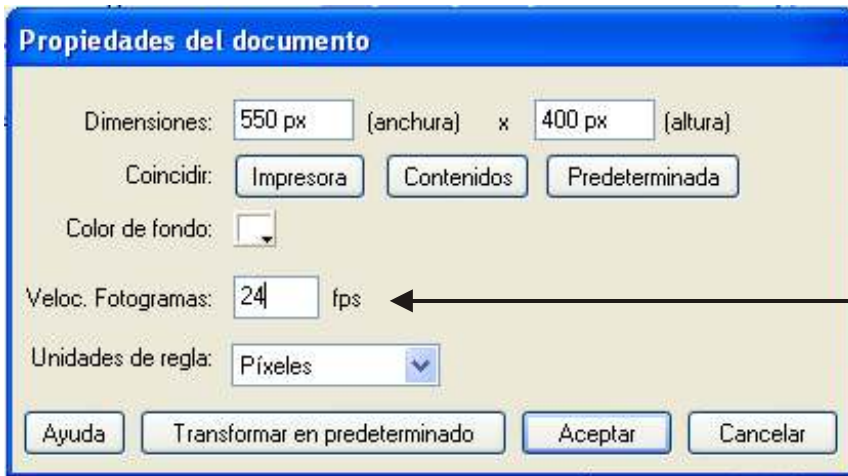 Propiedades del documento
Dimensiones: 550 px (anchura) x 400 px (altura)
Coincidir: Impresora Contenidos Predeterminada
Color de fondo:
Veloc. Fotogramas: 24 fps
Unidades de regla: Píxeles
Ayuda Transformar en predeterminado Aceptar Cancelar